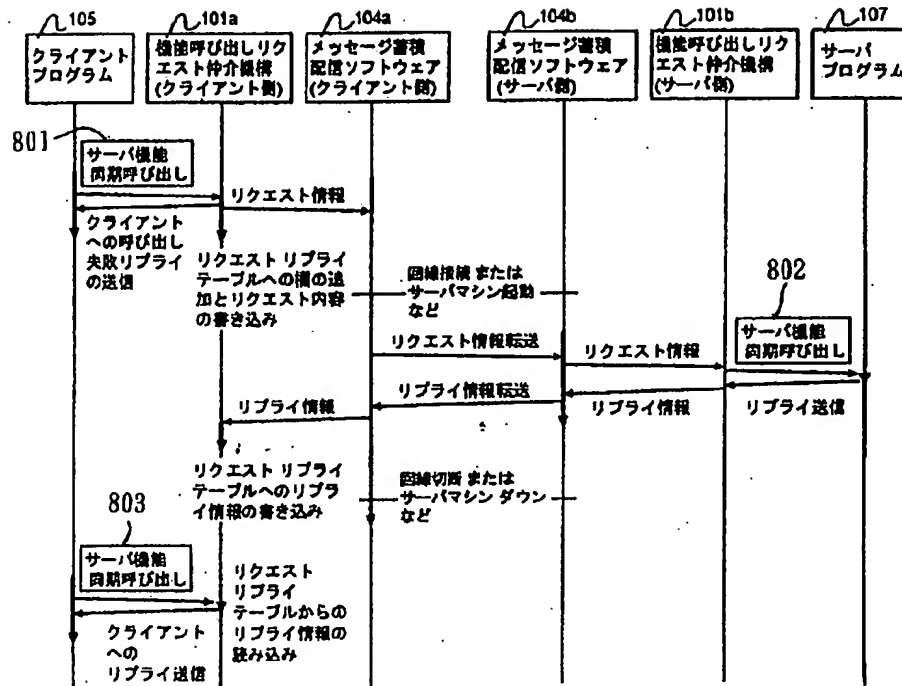 105
クライアント
プログラム
101a
機能呼び出しリク
エスト仲介機構
(クライアント側)
104a
メッセージ蓄積
配信ソフトウェア
(クライアント側)
104b
メッセージ蓄積
配信ソフトウェア
(サーバ側)
101b
機能呼び出しリク
エスト仲介機構
(サーバ側)
107
サーバ
プログラム
801
サーバ機能
同期呼び出し
リクエスト情報
クライアント
への呼び出し
失敗リプライ
の送信
リクエスト リプライ
テーブルへの欄の追
加とリクエスト内容
の書き込み
回線接続 または
サーバマシン起動
など
802
サーバ機能
同期呼び出し
リクエスト情報転送
リクエスト情報
リプライ情報
リプライ情報転送
リプライ情報
リプライ送信
リクエスト リプライ
テーブルへのリプラ
イ情報の書き込み
回線切断 または
サーバマシン ダウン
など
803
サーバ機能
同期呼び出し
リクエスト
リプライ
テーブルからの
リプライ情報の
読み込み
クライアント
への
リプライ送信